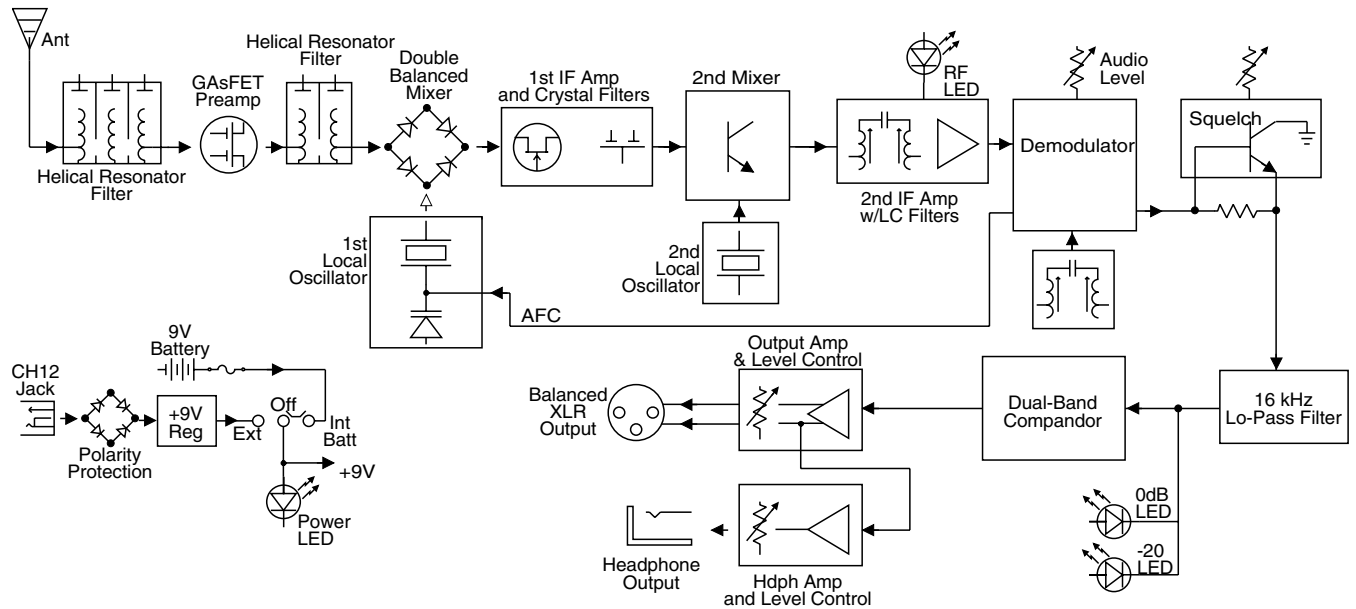 Ant
Helical Resonator
Filter
GAsFET
Preamp
Helical Resonator
Filter
Double
Balanced
Mixer
1st IF Amp
and Crystal Filters
2nd Mixer
RF
LED
2nd IF Amp
w/LC Filters
Audio
Level
Demodulator
Squelch
1st
Local
Oscillator
2nd
Local
Oscillator
AFC
9V
Battery
CH12
Jack
Polarity
Protection
+9V
Reg
Ext
Off
Int
Batt
+9V
Power
LED
Output Amp
& Level Control
Balanced
XLR
Output
Dual-Band
Compandor
16 kHz
Lo-Pass Filter
0dB
LED
-20
LED
Headphone
Output
Hdph Amp
and Level Control